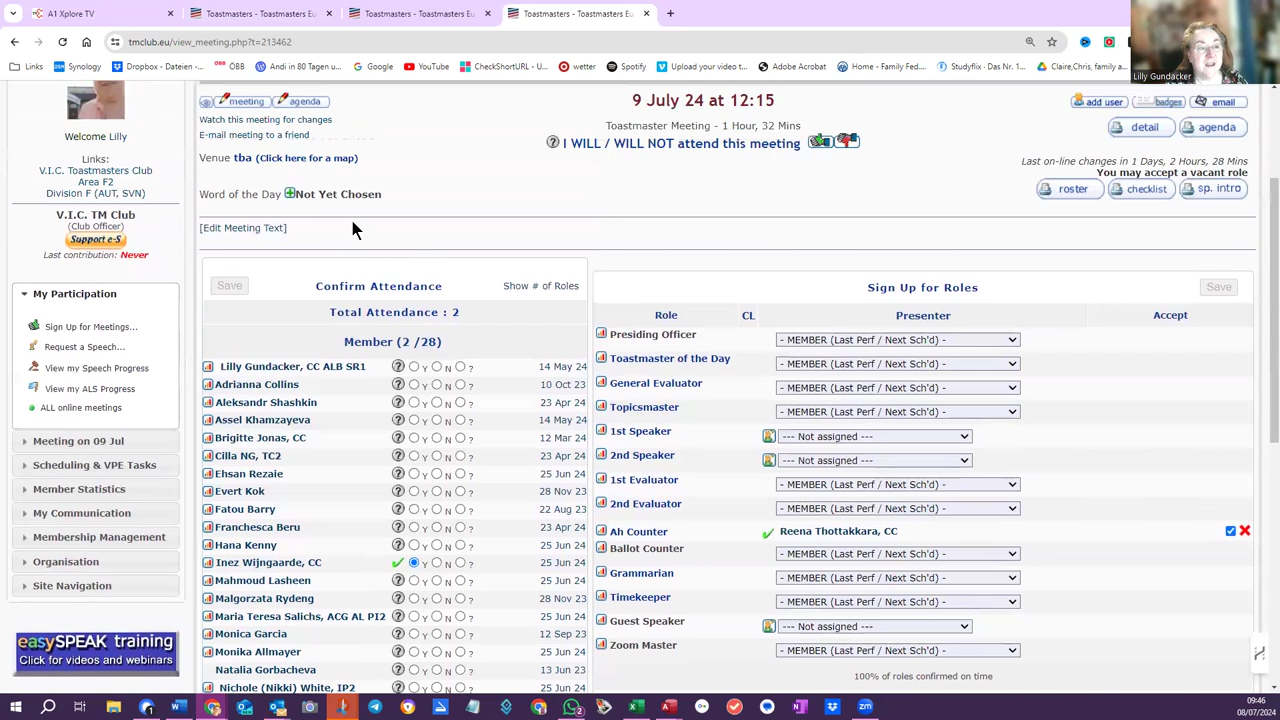 A1 Xplore TV
Toastmasters - Toastmasters Eu
Toastmasters - Toastmasters Eu
Toastmasters - Toastmasters Eu
tmclub.eu/view_meeting.php?t=213462
Links
Synology
Dropbox - Dateien -...
ÖBB
Andi in 80 Tagen u...
Google
YouTube
CheckShortURL - U...
wetter
Spotify
Upload your video t...
Adobe Acrobat
Home - Family Fed...
Studyflix - Das Nr. 1...
Claire,Chris, family a
Lilly Gundacker
Welcome Lilly
Links:
V.I.C. Toastmasters Club
Area F2
Division F (AUT, SVN)
V.I.C. TM Club
(Club Officer)
Support e-S
Last contribution: Never
My Participation
Sign Up for Meetings...
Request a Speech...
View my Speech Progress
View my ALS Progress
ALL online meetings
Meeting on 09 Jul
Scheduling & VPE Tasks
Member Statistics
My Communication
Membership Management
Organisation
Site Navigation
easySPEAK training
Click for videos and webinars
meeting
agenda
9 July 24 at 12:15
add user
badges
email
Watch this meeting for changes
E-mail meeting to a friend
Toastmaster Meeting - 1 Hour, 32 Mins
detail
agenda
I WILL / WILL NOT attend this meeting
Venue tba (Click here for a map)
Last on-line changes in 1 Days, 2 Hours, 28 Mins
You may accept a vacant role
Word of the Day Not Yet Chosen
roster
checklist
sp. intro
[Edit Meeting Text]
Save
Confirm Attendance
Show # of Roles
Total Attendance : 2
Member (2 /28)
Lilly Gundacker, CC ALB SR1 Y N ? 14 May 24
Adrianna Collins Y N ? 10 Oct 23
Aleksandr Shashkin Y N ? 23 Apr 24
Assel Khamzayeva Y N ? 14 May 24
Brigitte Jonas, CC Y N ? 12 Mar 24
Cilla NG, TC2 Y N ? 23 Apr 24
Ehsan Rezaie Y N ? 25 Jun 24
Evert Kok Y N ? 28 Nov 23
Fatou Barry Y N ? 22 Aug 23
Franchesca Beru Y N ? 23 Apr 24
Hana Kenny Y N ? 25 Jun 24
Inez Wijngaarde, CC Y N ? 25 Jun 24
Mahmoud Lasheen Y N ? 25 Jun 24
Malgorzata Rydeng Y N ? 28 Nov 23
Maria Teresa Salichs, ACG AL PI2 Y N ? 25 Jun 24
Monica Garcia Y N ? 12 Sep 23
Monika Allmayer Y N ? 25 Jun 24
Natalia Gorbacheva Y N ? 13 Jun 23
Nichole (Nikki) White, IP2 Y N ? 25 Jun 24
Sign Up for Roles
Save
Role CL Presenter Accept
Presiding Officer - MEMBER (Last Perf / Next Sch'd) -
Toastmaster of the Day - MEMBER (Last Perf / Next Sch'd) -
General Evaluator - MEMBER (Last Perf / Next Sch'd) -
Topicsmaster - MEMBER (Last Perf / Next Sch'd) -
1st Speaker --- Not assigned ---
2nd Speaker --- Not assigned ---
1st Evaluator - MEMBER (Last Perf / Next Sch'd) -
2nd Evaluator - MEMBER (Last Perf / Next Sch'd) -
Ah Counter Reena Thottakkara, CC
Ballot Counter - MEMBER (Last Perf / Next Sch'd) -
Grammarian - MEMBER (Last Perf / Next Sch'd) -
Timekeeper - MEMBER (Last Perf / Next Sch'd) -
Guest Speaker --- Not assigned ---
Zoom Master - MEMBER (Last Perf / Next Sch'd) -
100% of roles confirmed on time
09:46
08/07/2024